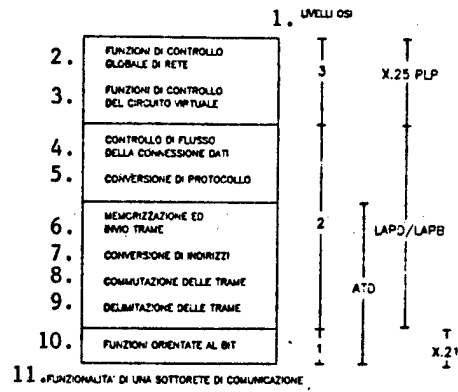 1. LIVELLI OSI
2. FUNZIONI DI CONTROLLO
GLOBALE DI RETE
3. FUNZIONI DI CONTROLLO
DEL CIRCUITO VIRTUALE
3
X.25 PLP
4. CONTROLLO DI FLUSSO
DELLA CONNESSIONE DATI
5. CONVERSIONE DI PROTOCOLLO
6. MEMORIZZAZIONE ED
INVIO TRAME
2
LAPD/LAPB
7. CONVERSIONE DI INDIRIZZI
8. COMMUTAZIONE DELLE TRAME
ATD
9. DELIMITAZIONE DELLE TRAME
10. FUNZIONI ORIENTATE AL BIT
1
X.21
11 FUNZIONALITA' DI UNA SOTTORETE DI COMUNICAZIONE